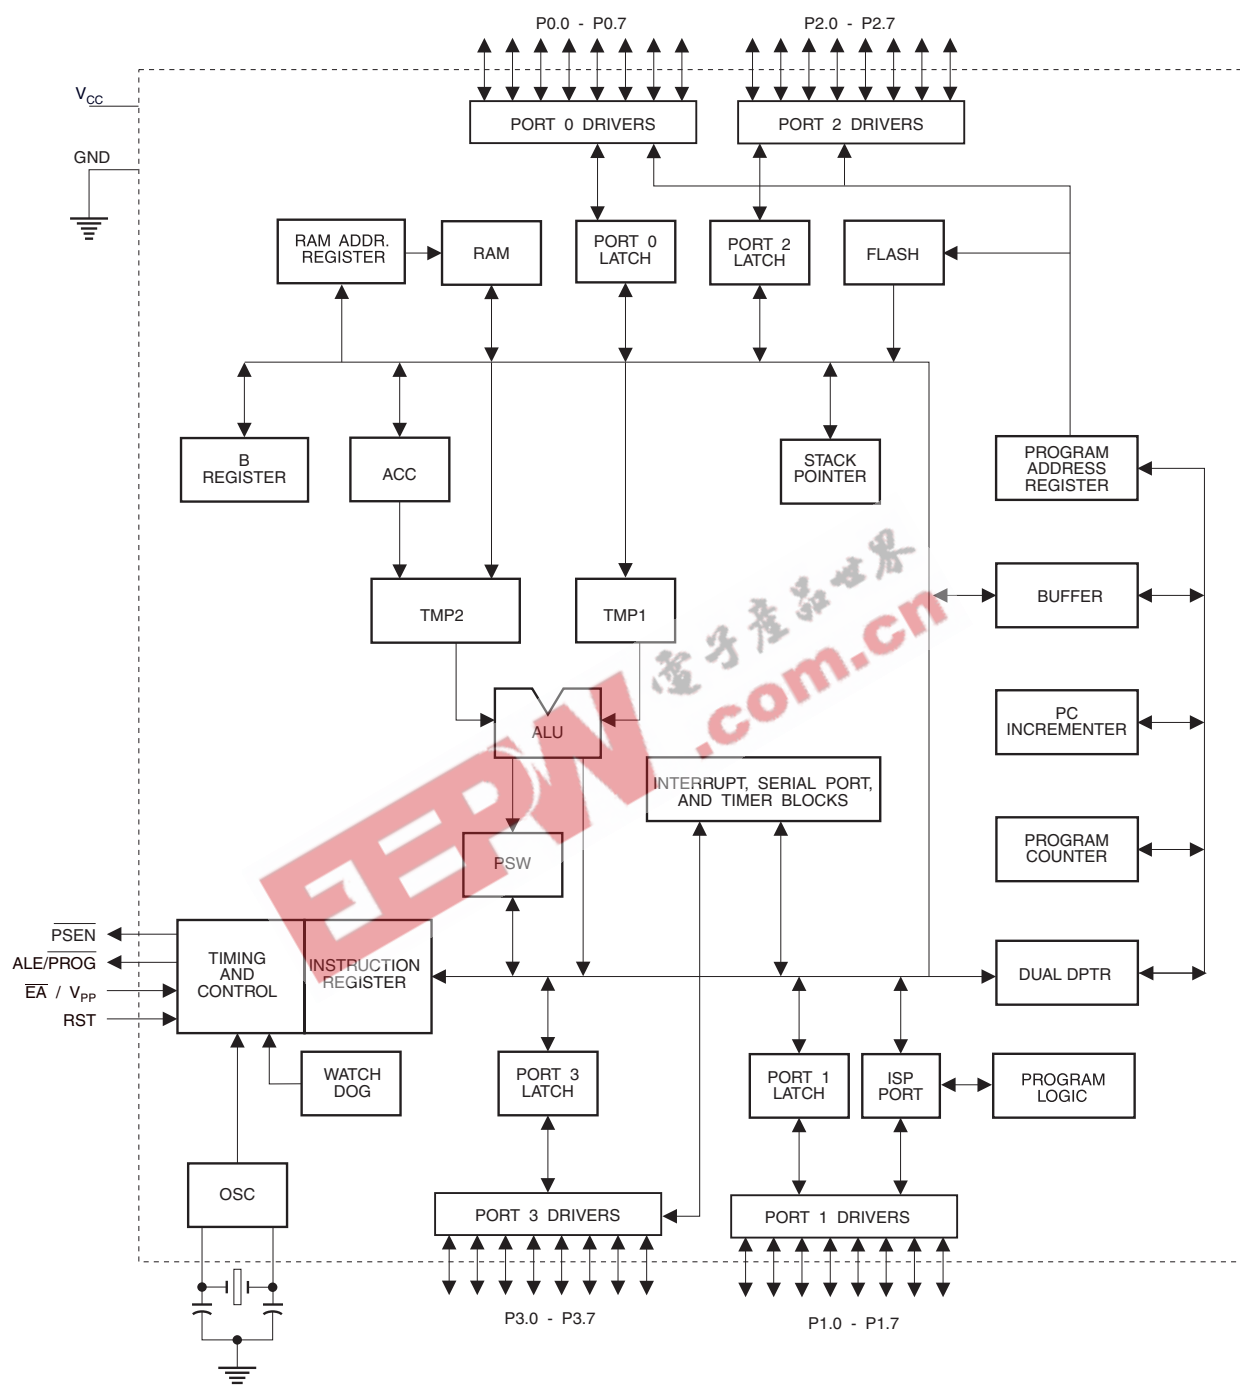 P0.0 - P0.7
P2.0 - P2.7
VCC
PORT 0 DRIVERS
PORT 2 DRIVERS
GND
RAM ADDR.
REGISTER
RAM
PORT 0
LATCH
PORT 2
LATCH
FLASH
B
REGISTER
ACC
STACK
POINTER
PROGRAM
ADDRESS
REGISTER
TMP2
TMP1
BUFFER
電子產品世界
.com.cn
EEPW
ALU
PC
INCREMENTER
INTERRUPT, SERIAL PORT,
AND TIMER BLOCKS
PSW
PROGRAM
COUNTER
PSEN
ALE/PROG
EA / VPP
RST
TIMING
AND
CONTROL
INSTRUCTION
REGISTER
DUAL DPTR
WATCH
DOG
PORT 3
LATCH
PORT 1
LATCH
ISP
PORT
PROGRAM
LOGIC
OSC
PORT 3 DRIVERS
PORT 1 DRIVERS
P3.0 - P3.7
P1.0 - P1.7